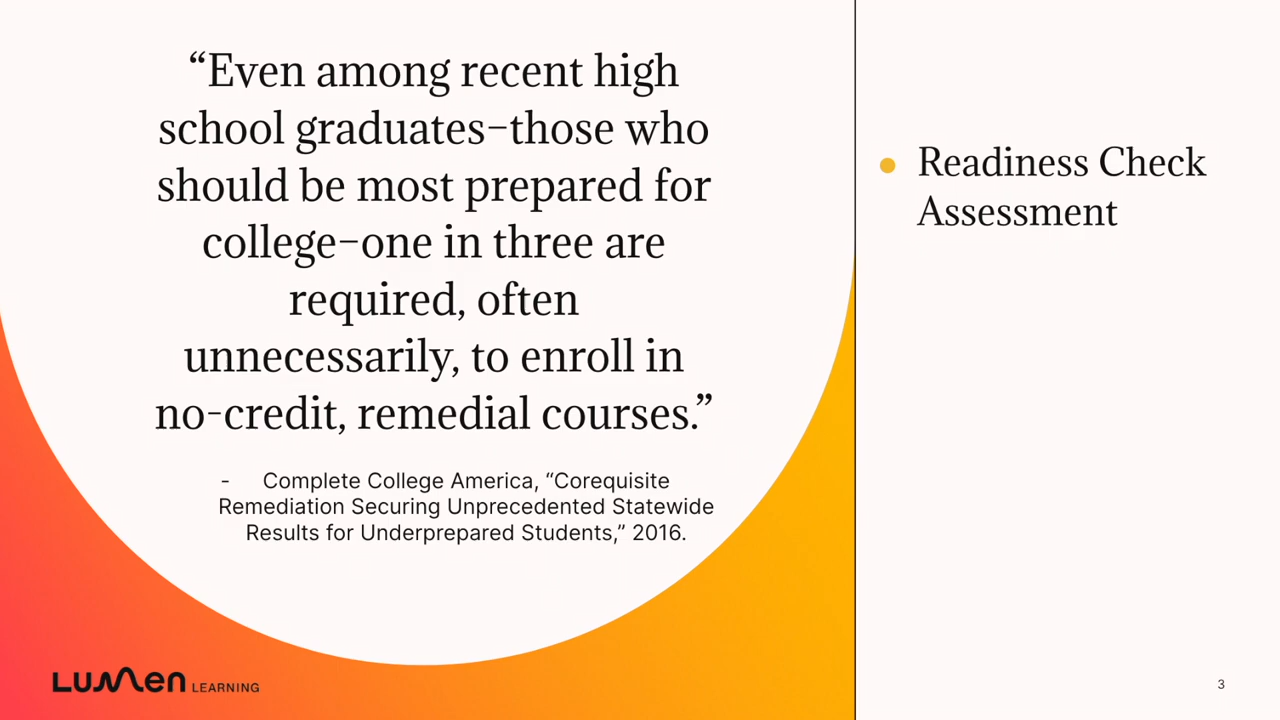 “Even among recent high
school graduates–those who
should be most prepared for
college–one in three are
required, often
unnecessarily, to enroll in
no-credit, remedial courses.”
- Complete College America, “Corequisite
Remediation Securing Unprecedented Statewide
Results for Underprepared Students,” 2016.
● Readiness Check
Assessment
LUMEN LEARNING
3